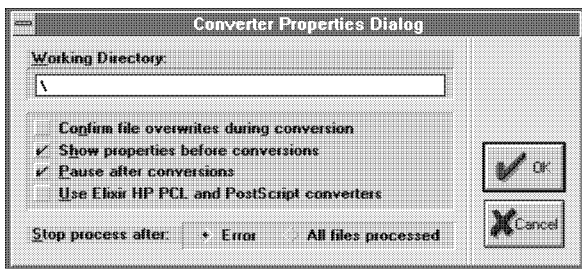 Converter Properties Dialog
Working Directory:
\
Confirm file overwrites during conversion
Show properties before conversions
Pause after conversions
Use Elixir HP PCL and PostScript converters
OK
Stop process after: Error All files processed
Cancel